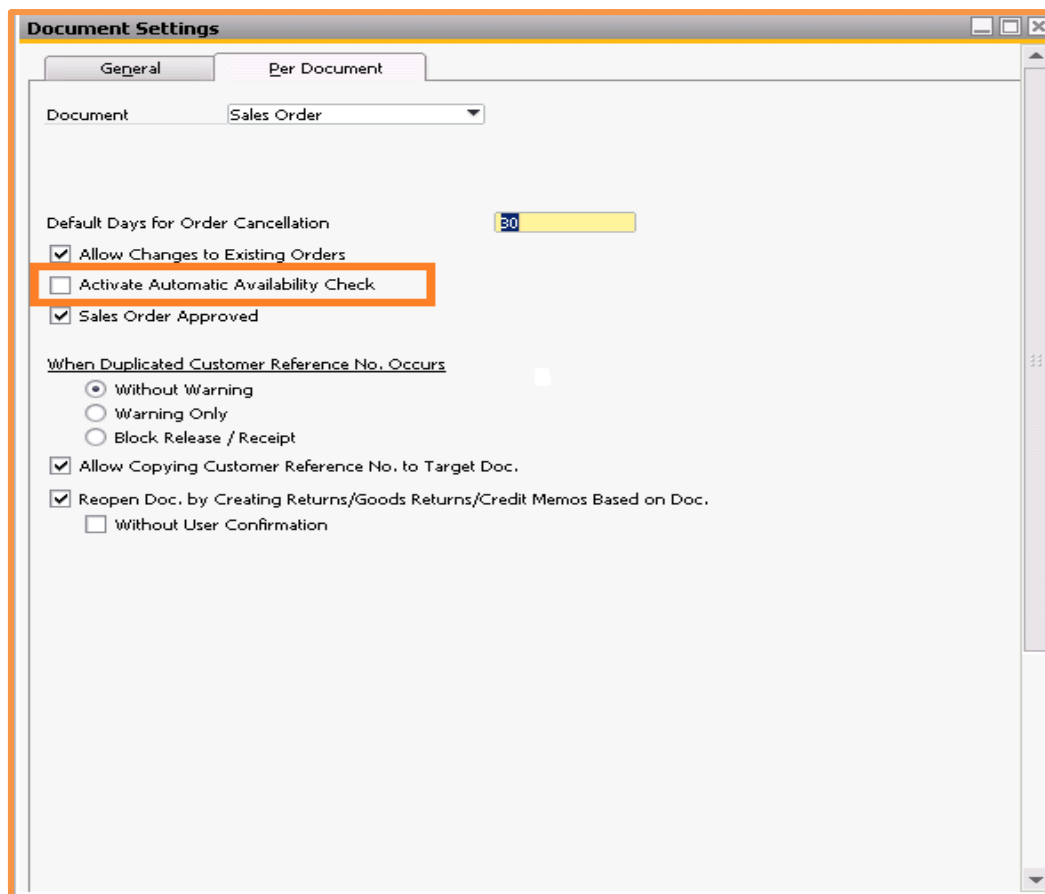 Document Settings
General Per Document
Document Sales Order
Default Days for Order Cancellation 30
Allow Changes to Existing Orders
Activate Automatic Availability Check
Sales Order Approved
When Duplicated Customer Reference No. Occurs
Without Warning
Warning Only
Block Release / Receipt
Allow Copying Customer Reference No. to Target Doc.
Reopen Doc. by Creating Returns/Goods Returns/Credit Memos Based on Doc.
Without User Confirmation